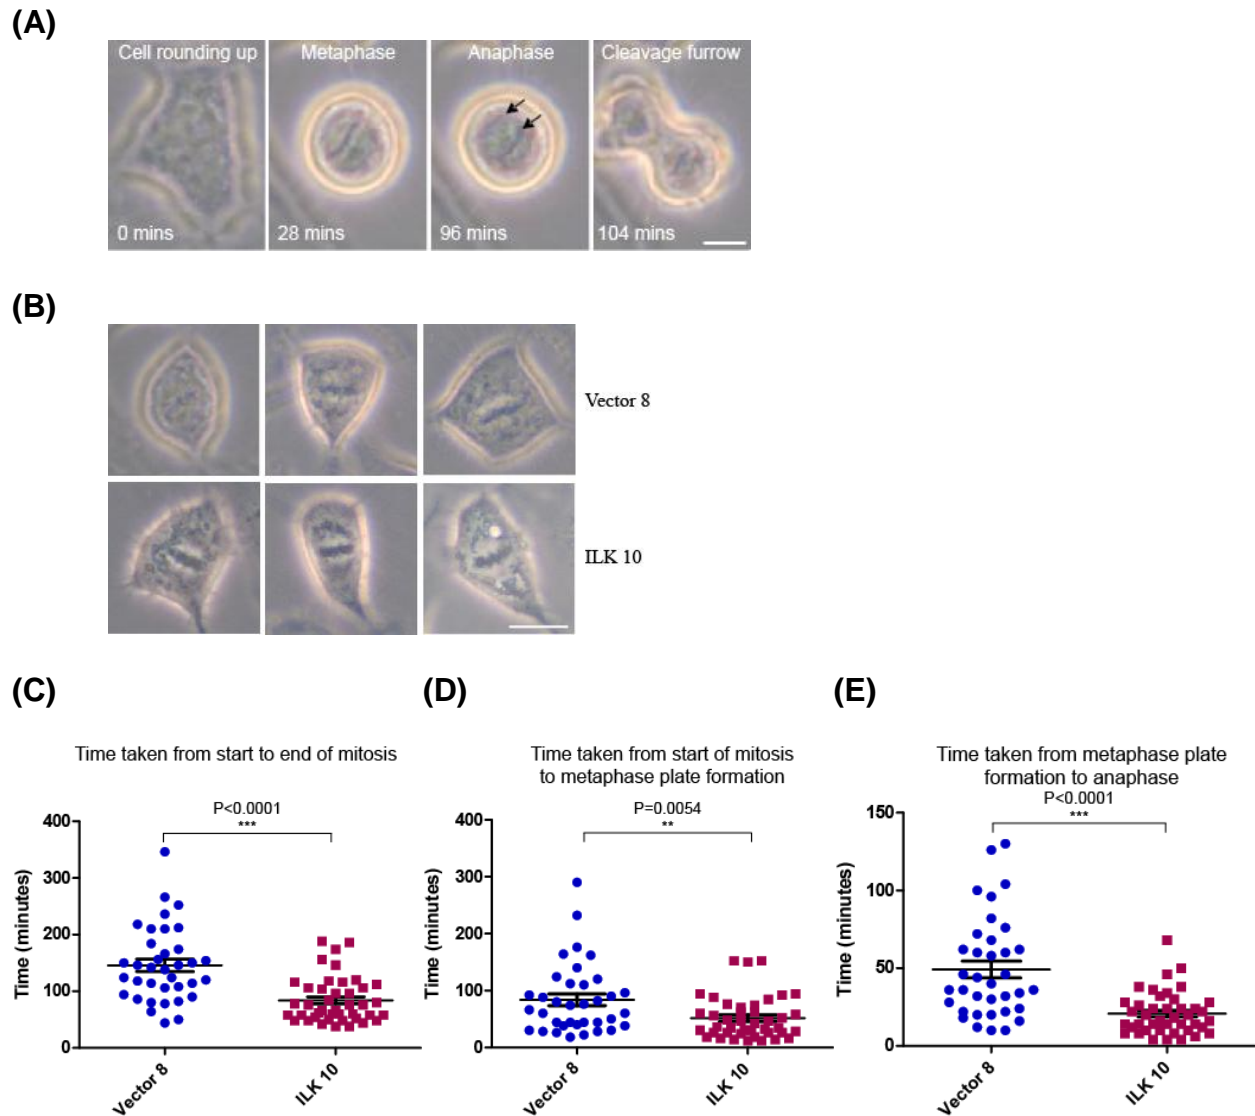 (A)
Cell rounding up
Metaphase
Anaphase
Cleavage furrow
0 mins
28 mins
96 mins
104 mins
(B)
Vector 8
ILK 10
(C)
Time taken from start to end of mitosis
P<0.0001
***
400
300
200
100
0
Time (minutes)
Vector 8
ILK 10
(D)
Time taken from start of mitosis
to metaphase plate formation
P=0.0054
**
400
300
200
100
0
Time (minutes)
Vector 8
ILK 10
(E)
Time taken from metaphase plate
formation to anaphase
P<0.0001
***
150
100
50
0
Time (minutes)
Vector 8
ILK 10